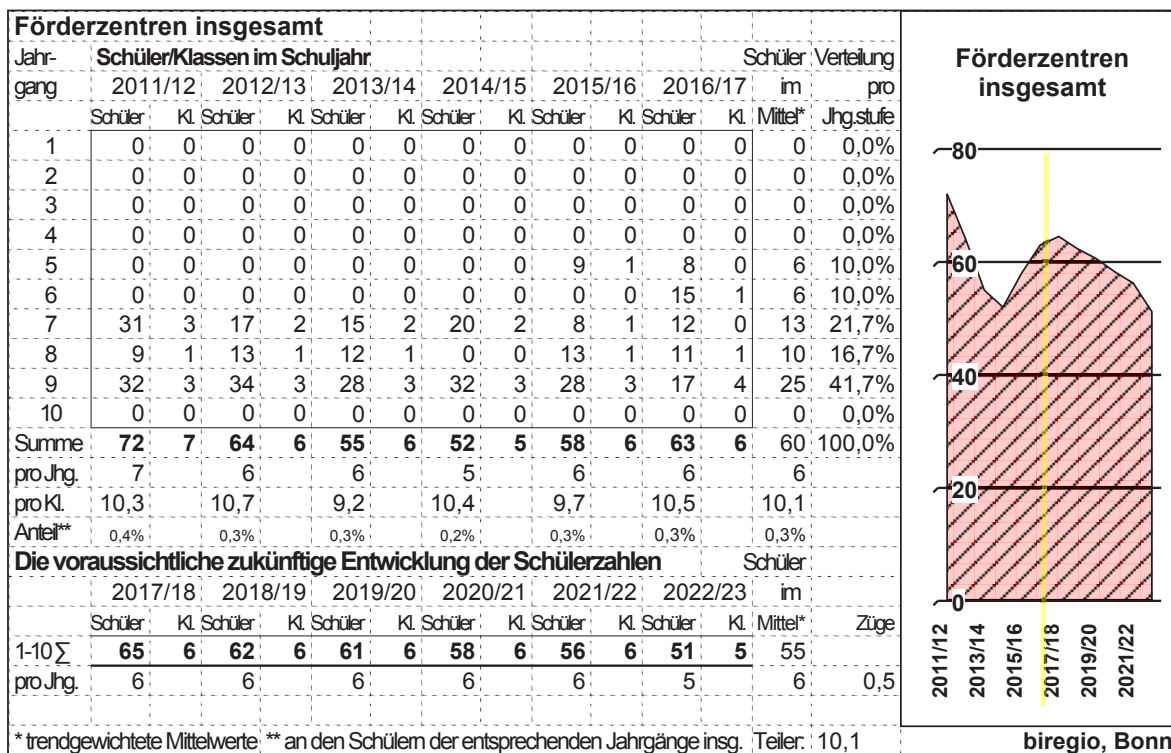 Förderzentren insgesamt
Jahr- Schüler/Klassen im Schuljahr Schüler Verteilung
gang 2011/12 2012/13 2013/14 2014/15 2015/16 2016/17 im pro
Schüler Kl. Schüler Kl. Schüler Kl. Schüler Kl. Schüler Kl. Schüler Kl. Mittel* Jhg.stufe
1 0 0 0 0 0 0 0 0 0 0 0 0 0 0,0%
2 0 0 0 0 0 0 0 0 0 0 0 0 0 0,0%
3 0 0 0 0 0 0 0 0 0 0 0 0 0 0,0%
4 0 0 0 0 0 0 0 0 0 0 0 0 0 0,0%
5 0 0 0 0 0 0 0 0 9 1 8 0 6 10,0%
6 0 0 0 0 0 0 0 0 0 0 15 1 6 10,0%
7 31 3 17 2 15 2 20 2 8 1 12 0 13 21,7%
8 9 1 13 1 12 1 0 0 13 1 11 1 10 16,7%
9 32 3 34 3 28 3 32 3 28 3 17 4 25 41,7%
10 0 0 0 0 0 0 0 0 0 0 0 0 0 0,0%
Summe 72 7 64 6 55 6 52 5 58 6 63 6 60 100,0%
pro Jhg. 7 6 6 5 6 6 6
pro Kl. 10,3 10,7 9,2 10,4 9,7 10,5 10,1
Anteil** 0,4% 0,3% 0,3% 0,2% 0,3% 0,3% 0,3%
Die voraussichtliche zukünftige Entwicklung der Schülerzahlen Schüler
2017/18 2018/19 2019/20 2020/21 2021/22 2022/23 im
Schüler Kl. Schüler Kl. Schüler Kl. Schüler Kl. Schüler Kl. Schüler Kl. Mittel* Züge
1-10 ∑ 65 6 62 6 61 6 58 6 56 6 51 5 55
pro Jhg. 6 6 6 6 6 5 6 0,5
* trendgewichtete Mittelwerte ** an den Schülern der entsprechenden Jahrgänge insg. Teiler: 10,1
Förderzentren
insgesamt
80
60
40
20
0
2011/12
2013/14
2015/16
2017/18
2019/20
2021/22
biregio, Bonn